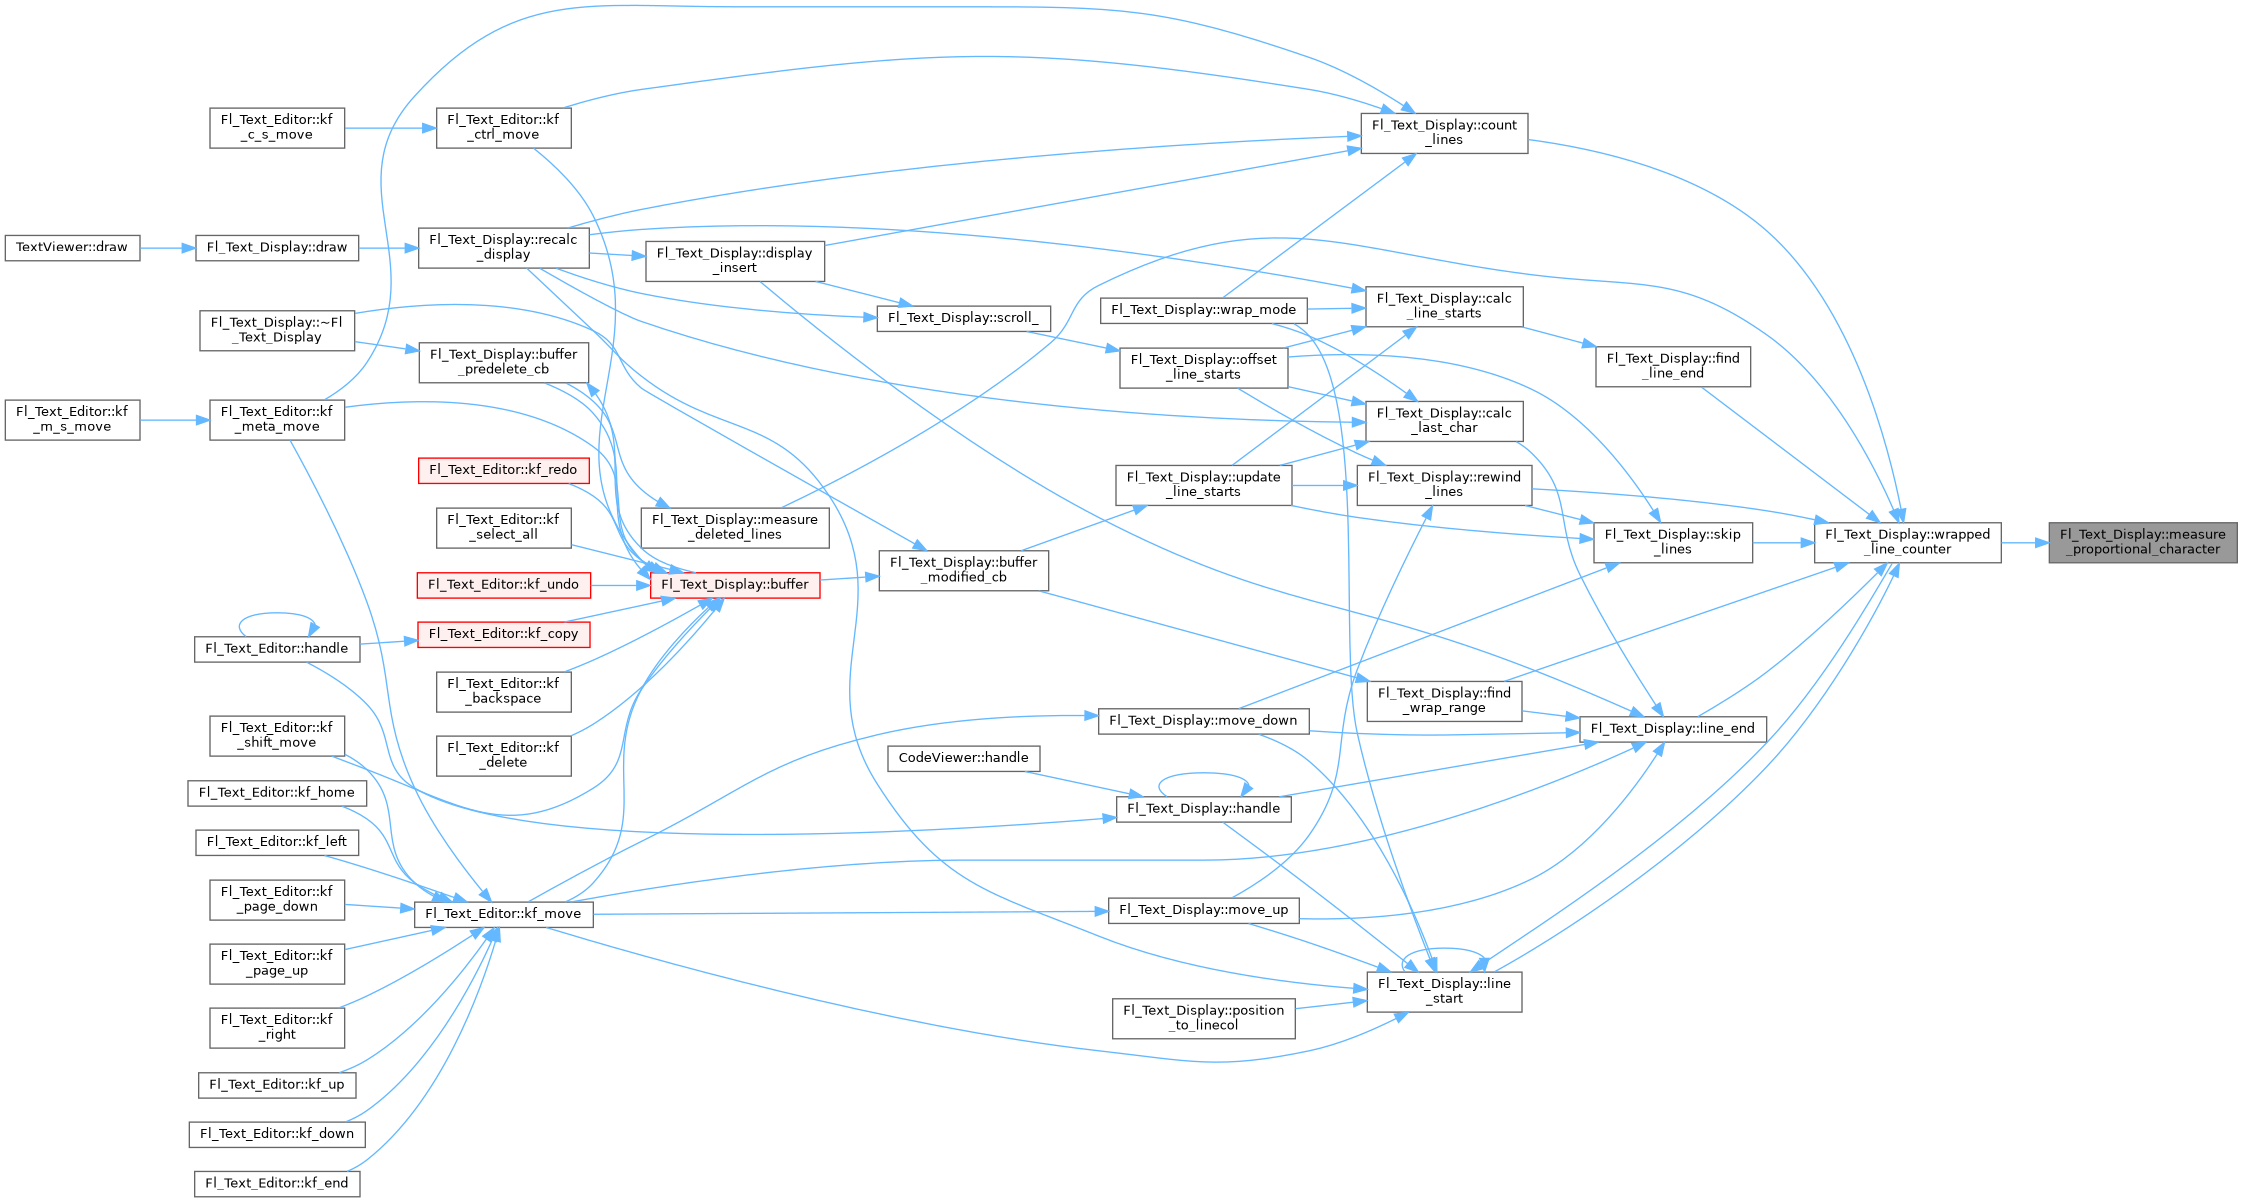 Fl_Text_Editor::kf
_c_s_move
Fl_Text_Editor::kf
_ctrl_move
Fl_Text_Display::count
_lines
TextViewer::draw
Fl_Text_Display::draw
Fl_Text_Display::recalc
_display
Fl_Text_Display::display
_insert
Fl_Text_Display::~Fl
_Text_Display
Fl_Text_Display::scroll_
Fl_Text_Display::wrap_mode
Fl_Text_Display::calc
_line_starts
Fl_Text_Display::buffer
_predelete_cb
Fl_Text_Display::offset
_line_starts
Fl_Text_Display::find
_line_end
Fl_Text_Editor::kf
_m_s_move
Fl_Text_Editor::kf
_meta_move
Fl_Text_Display::calc
_last_char
Fl_Text_Editor::kf_redo
Fl_Text_Display::update
_line_starts
Fl_Text_Display::rewind
_lines
Fl_Text_Editor::kf
_select_all
Fl_Text_Display::measure
_deleted_lines
Fl_Text_Display::skip
_lines
Fl_Text_Display::wrapped
_line_counter
Fl_Text_Display::measure
_proportional_character
Fl_Text_Editor::kf_undo
Fl_Text_Display::buffer
Fl_Text_Display::buffer
_modified_cb
Fl_Text_Editor::handle
Fl_Text_Editor::kf_copy
Fl_Text_Editor::kf
_backspace
Fl_Text_Display::find
_wrap_range
Fl_Text_Editor::kf
_shift_move
Fl_Text_Editor::kf
_delete
Fl_Text_Display::move_down
Fl_Text_Display::line_end
CodeViewer::handle
Fl_Text_Editor::kf_home
Fl_Text_Display::handle
Fl_Text_Editor::kf_left
Fl_Text_Editor::kf
_page_down
Fl_Text_Editor::kf_move
Fl_Text_Display::move_up
Fl_Text_Editor::kf
_page_up
Fl_Text_Display::line
_start
Fl_Text_Editor::kf
_right
Fl_Text_Display::position
_to_linecol
Fl_Text_Editor::kf_up
Fl_Text_Editor::kf_down
Fl_Text_Editor::kf_end